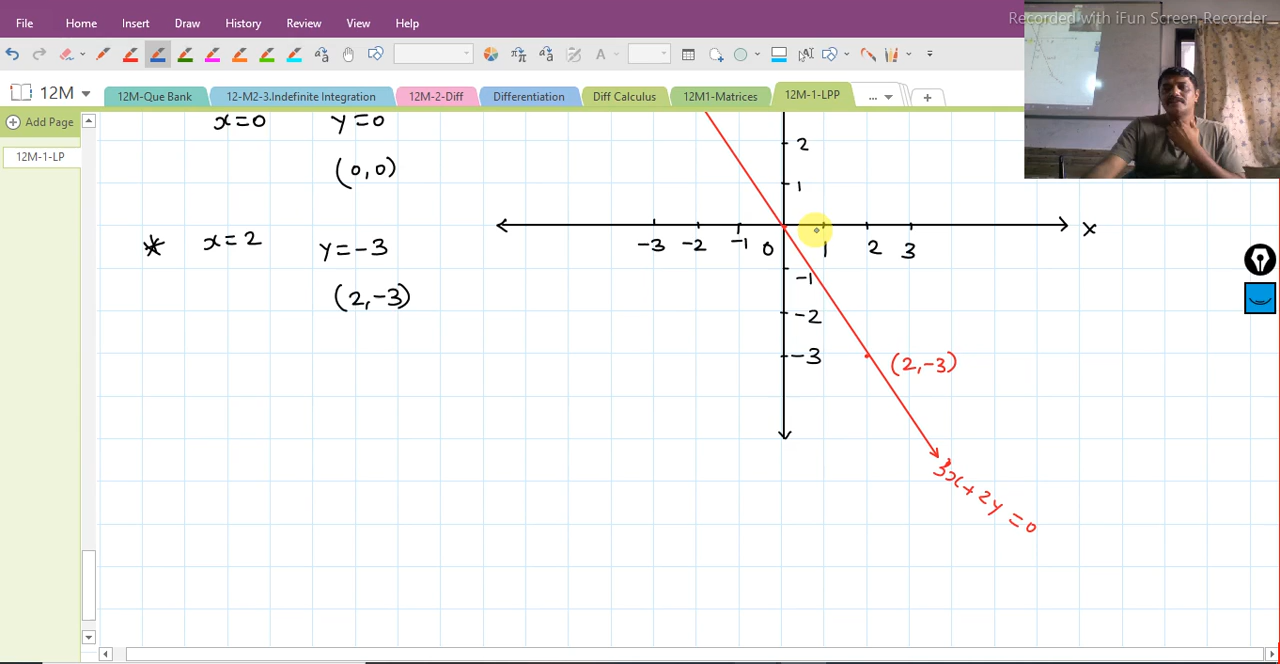 File Home Insert Draw History Review View Help
Recorded with iFun Screen Recorder
12M 12M-Que Bank 12-M2-3.Indefinite Integration 12M-2-Diff Differentiation Diff Calculus 12M1-Matrices 12M-1-LPP ...
Add Page
12M-1-LP
x=0 y=0
(0,0)
* x=2 y=-3
(2,-3)
2
1
-3 -2 -1 0 1 2 3 x
-1
-2
-3
(2,-3)
3x+2y=0